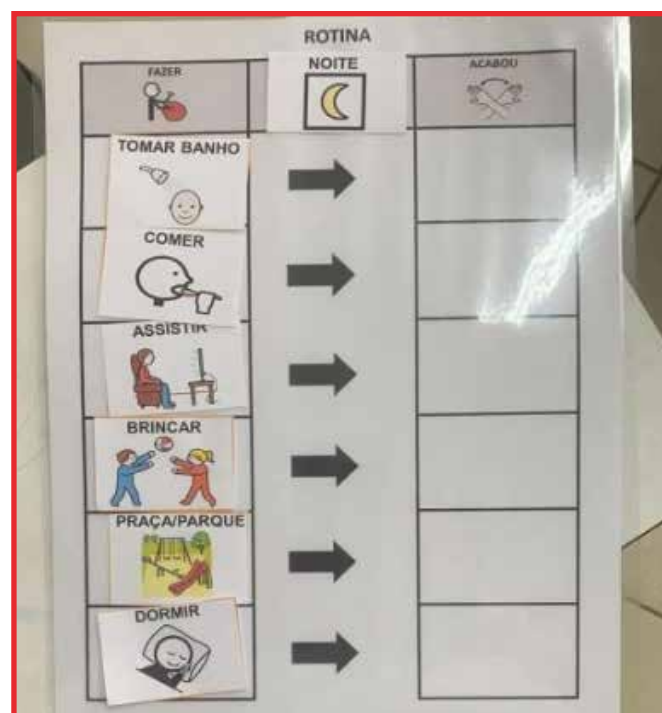 ROTINA
FAZER
NOITE
ACABOU
TOMAR BANHO
COMER
ASSISTIR
BRINCAR
PRAÇA/PARQUE
DORMIR